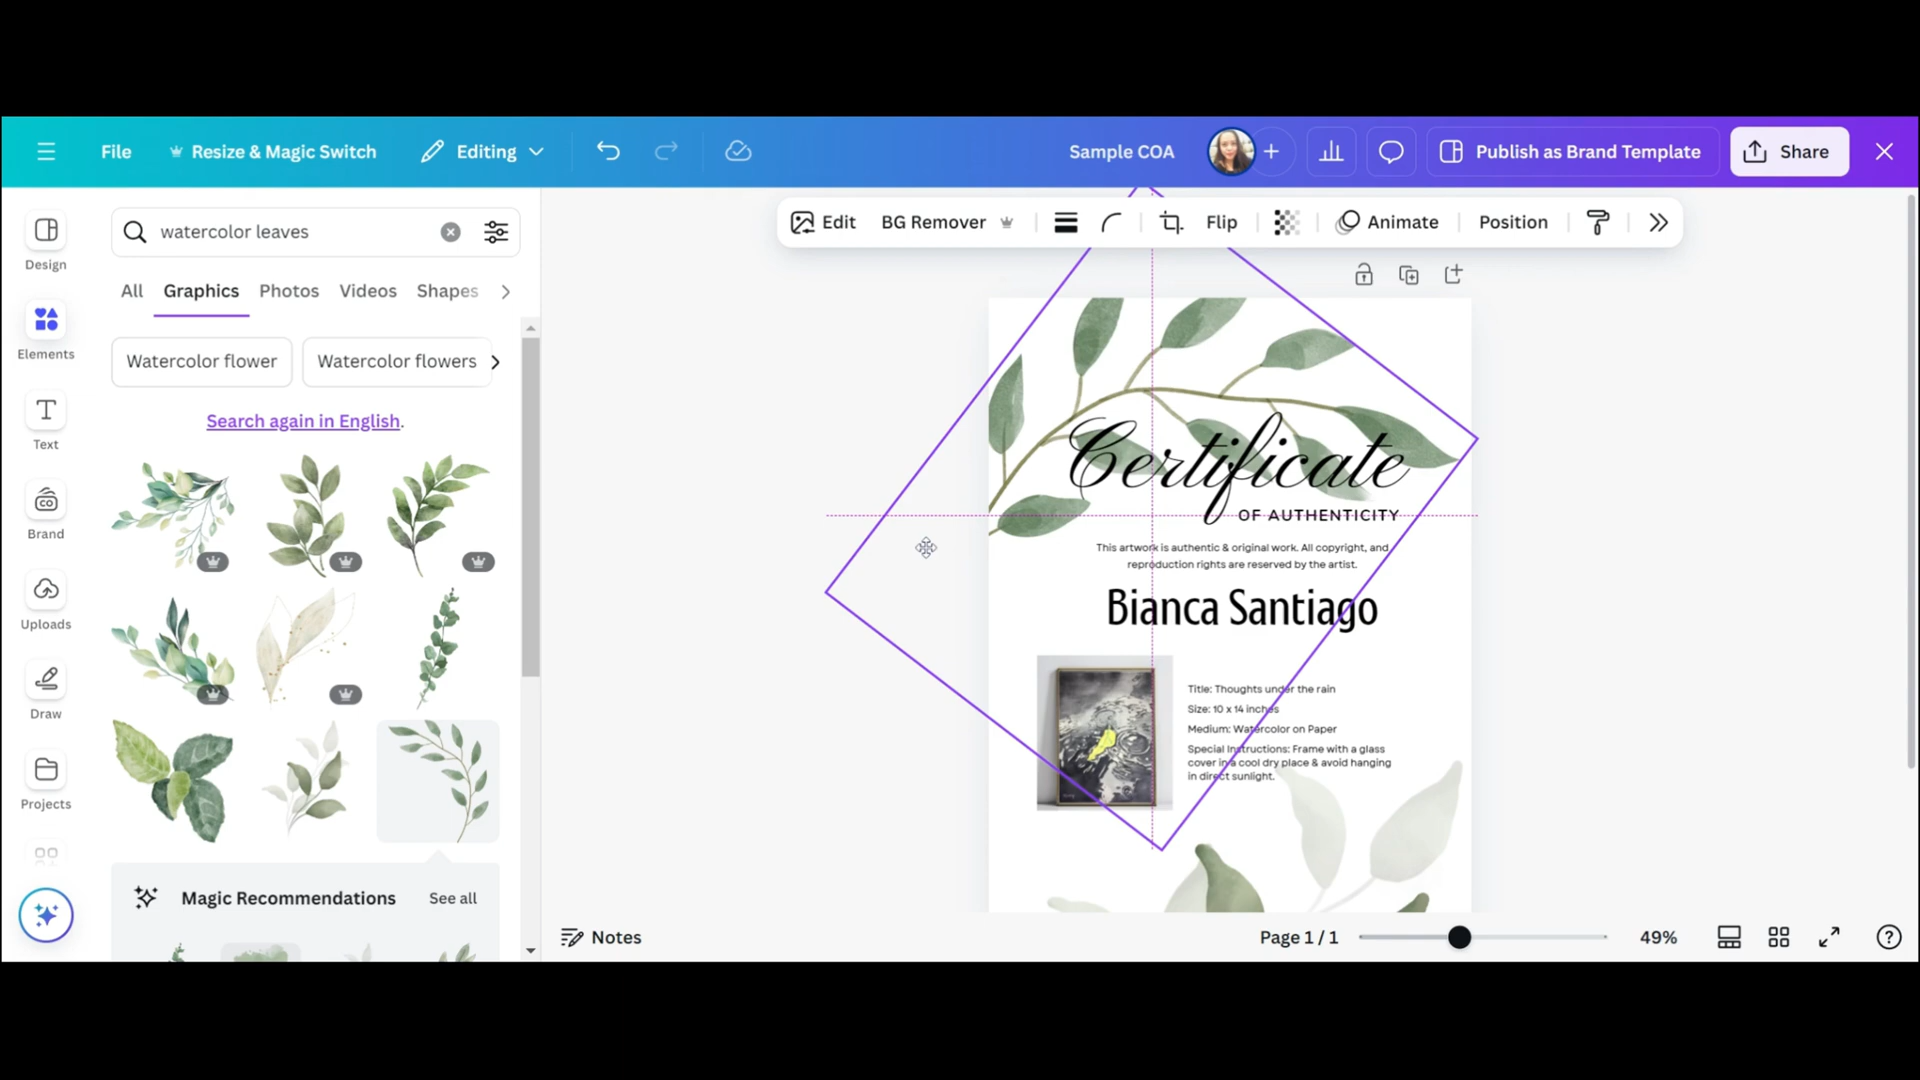 File
Resize & Magic Switch
Editing
Sample COA
Publish as Brand Template
Share
Design
Elements
Text
Brand
Uploads
Draw
Projects
watercolor leaves
All Graphics Photos Videos Shapes
Watercolor flower
Watercolor flowers
Search again in English.
Magic Recommendations
See all
Edit
BG Remover
Flip
Animate
Position
Certificate
OF AUTHENTICITY
This artwork is authentic & original work. All copyright, and
reproduction rights are reserved by the artist.
Bianca Santiago
Title: Thoughts under the rain
Size: 10 x 14 inches
Medium: Watercolor on Paper
Special Instructions: Frame with a glass
cover in a cool dry place & avoid hanging
in direct sunlight.
Notes
Page 1 / 1
49%